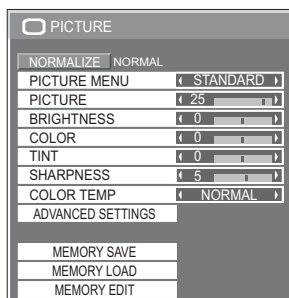 PICTURE
NORMALIZE NORMAL
PICTURE MENU STANDARD
PICTURE 25
BRIGHTNESS 0
COLOR 0
TINT 0
SHARPNESS 5
COLOR TEMP NORMAL
ADVANCED SETTINGS
MEMORY SAVE
MEMORY LOAD
MEMORY EDIT